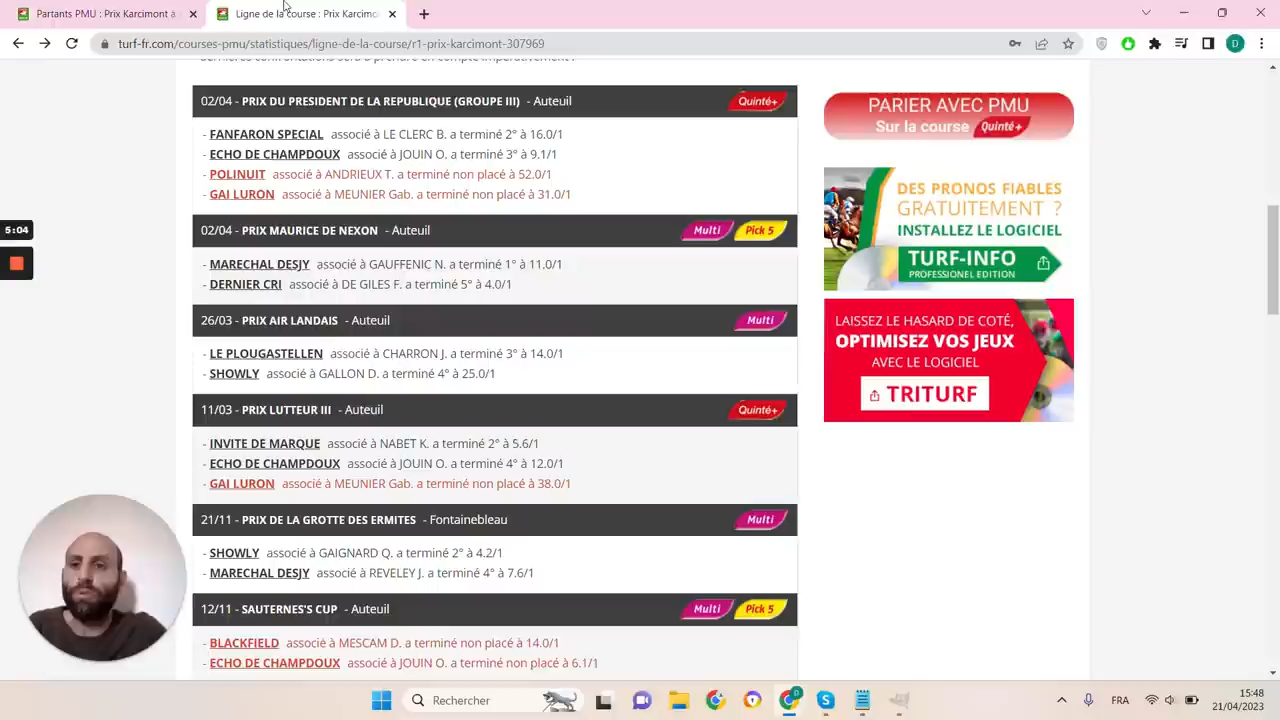 Partants PMU : tous les partants
Ligne de la course : Prix Karcimo
turf-fr.com/courses-pmu/statistiques/lieu-course/r1-prix-karcimont-307969
D
02/04 - PRIX DU PRESIDENT DE LA REPUBLIQUE (GROUPE III) - Auteuil Quinté+
- FANFARON SPECIAL associé à LE CLERC B. a terminé 2° à 16.0/1
- ECHO DE CHAMPDOUX associé à JOUIN O. a terminé 3° à 9.1/1
- POLINUIT associé à ANDRIEUX T. a terminé non placé à 52.0/1
- GAI LURON associé à MEUNIER Gab. a terminé non placé à 31.0/1
02/04 - PRIX MAURICE DE NEXON - Auteuil Multi Pick 5
- MARECHAL DESJY associé à GAUFFENIC N. a terminé 1° à 11.0/1
- DERNIER CRI associé à DE GILES F. a terminé 5° à 4.0/1
26/03 - PRIX AIR LANDAIS - Auteuil Multi
- LE PLOUGASTELLEN associé à CHARRON J. a terminé 3° à 14.0/1
- SHOWLY associé à GALLON D. a terminé 4° à 25.0/1
11/03 - PRIX LUTTEUR III - Auteuil Quinté+
- INVITE DE MARQUE associé à NABET K. a terminé 2° à 5.6/1
- ECHO DE CHAMPDOUX associé à JOUIN O. a terminé 4° à 12.0/1
- GAI LURON associé à MEUNIER Gab. a terminé non placé à 38.0/1
21/11 - PRIX DE LA GROTTE DES ERMITES - Fontainebleau Multi
- SHOWLY associé à GAIGNARD Q. a terminé 2° à 4.2/1
- MARECHAL DESJY associé à REVELEY J. a terminé 4° à 7.6/1
12/11 - SAUTERNES'S CUP - Auteuil Multi Pick 5
- BLACKFIELD associé à MESCAM D. a terminé non placé à 14.0/1
- ECHO DE CHAMPDOUX associé à JOUIN O. a terminé non placé à 6.1/1
PARIER AVEC PMU
Sur la course Quinté+
DES PRONOS FIABLES
GRATUITEMENT ?
INSTALLEZ LE LOGICIEL
TURF-INFO
PROFESSIONEL EDITION
LAISSEZ LE HASARD DE COTÉ,
OPTIMISEZ VOS JEUX
AVEC LE LOGICIEL
TRITURF
5:04
Rechercher
FRA
15:48
21/04/2023